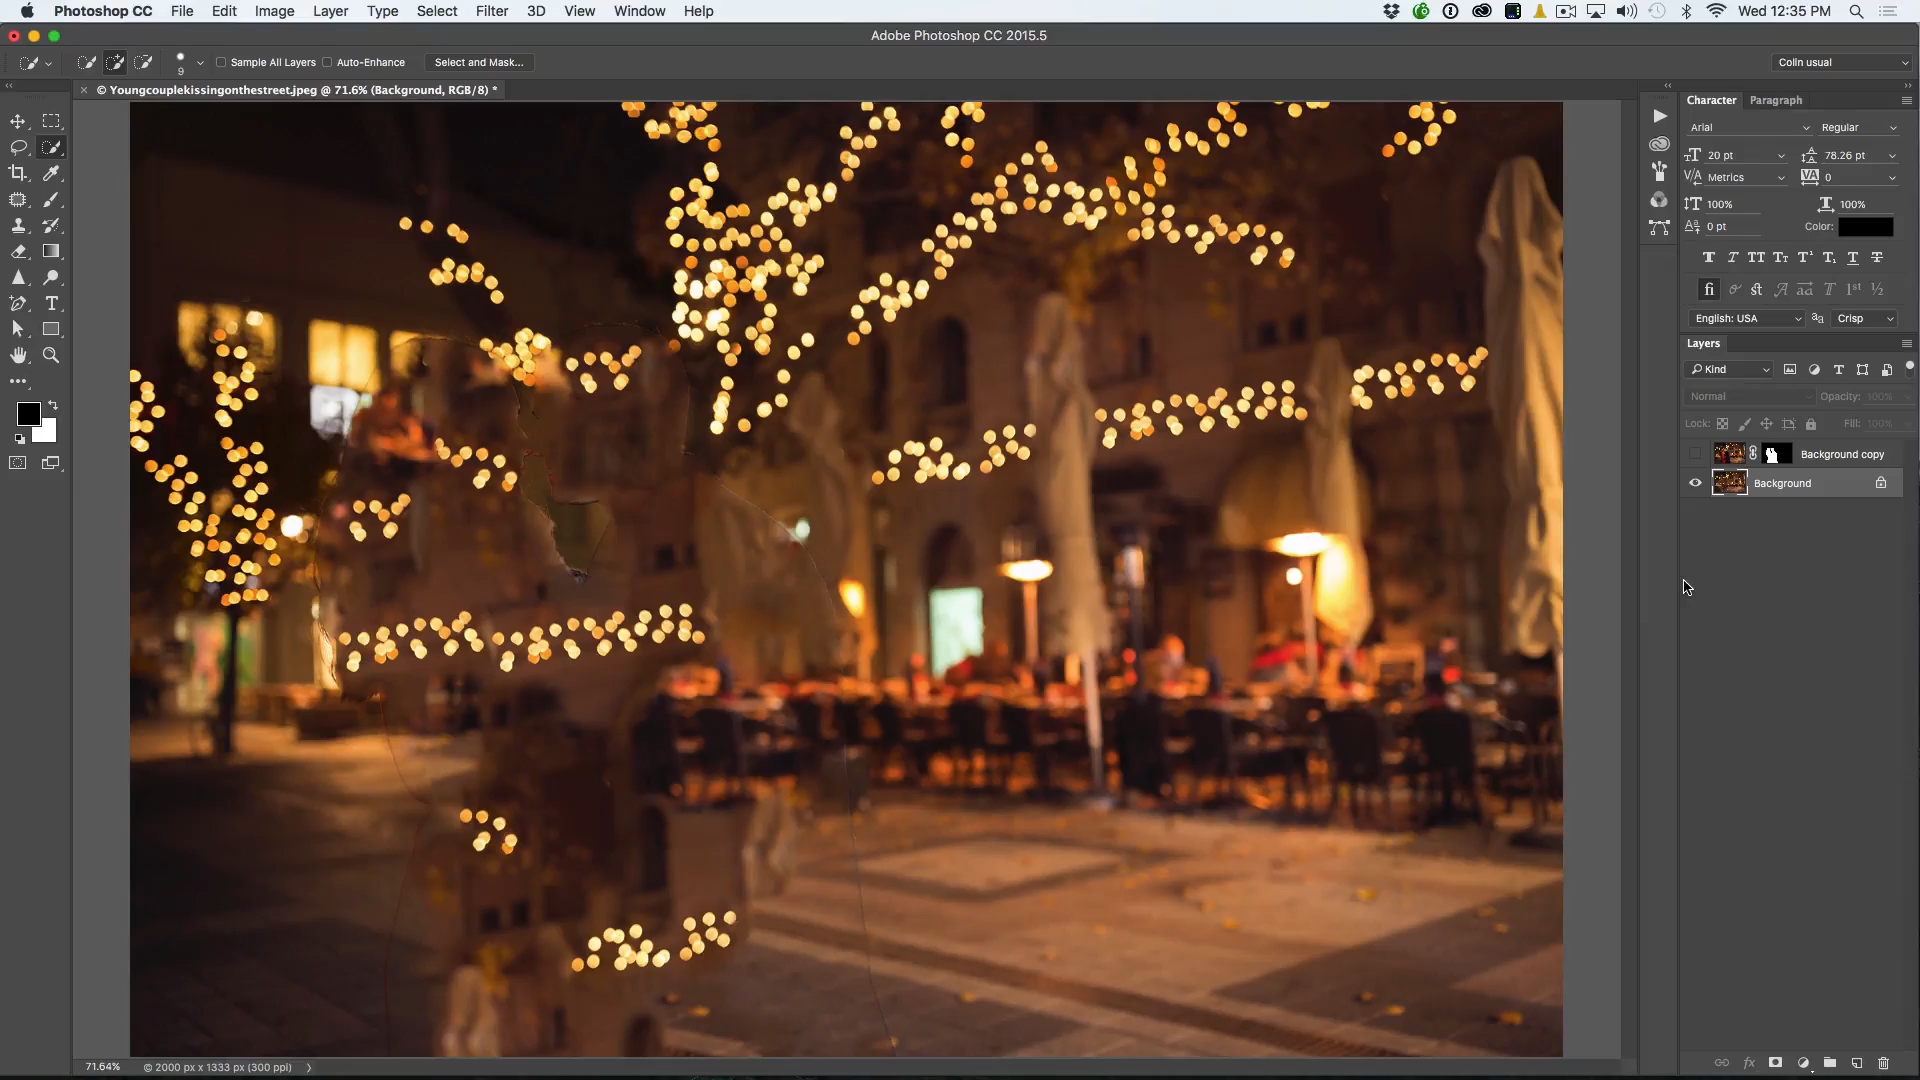 Photoshop CC File Edit Image Layer Type Select Filter 3D View Window Help Wed 12:35 PM
Adobe Photoshop CC 2015.5
9 Sample All Layers Auto-Enhance Select and Mask... Colin usual
© Youngcouplekissingonthestreet.jpeg @ 71.6% (Background, RGB/8) *
Character Paragraph
Arial Regular
20 pt 78.26 pt
Metrics 0
100% 100%
0 pt Color:
English: USA Crisp
Layers
Kind
Normal Opacity: 100%
Lock: Fill: 100%
Background copy
Background
71.64% © 2000 px x 1333 px (300 ppi)